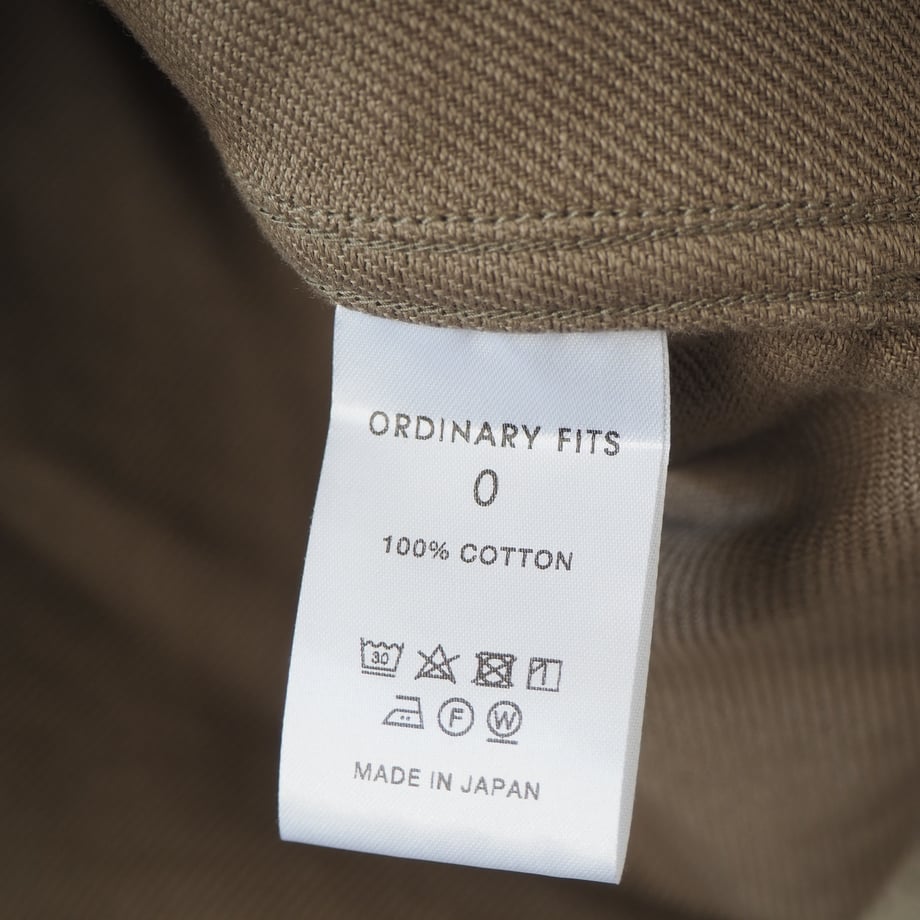 ORDINARY FITS
0
100% COTTON
30
F W
MADE IN JAPAN